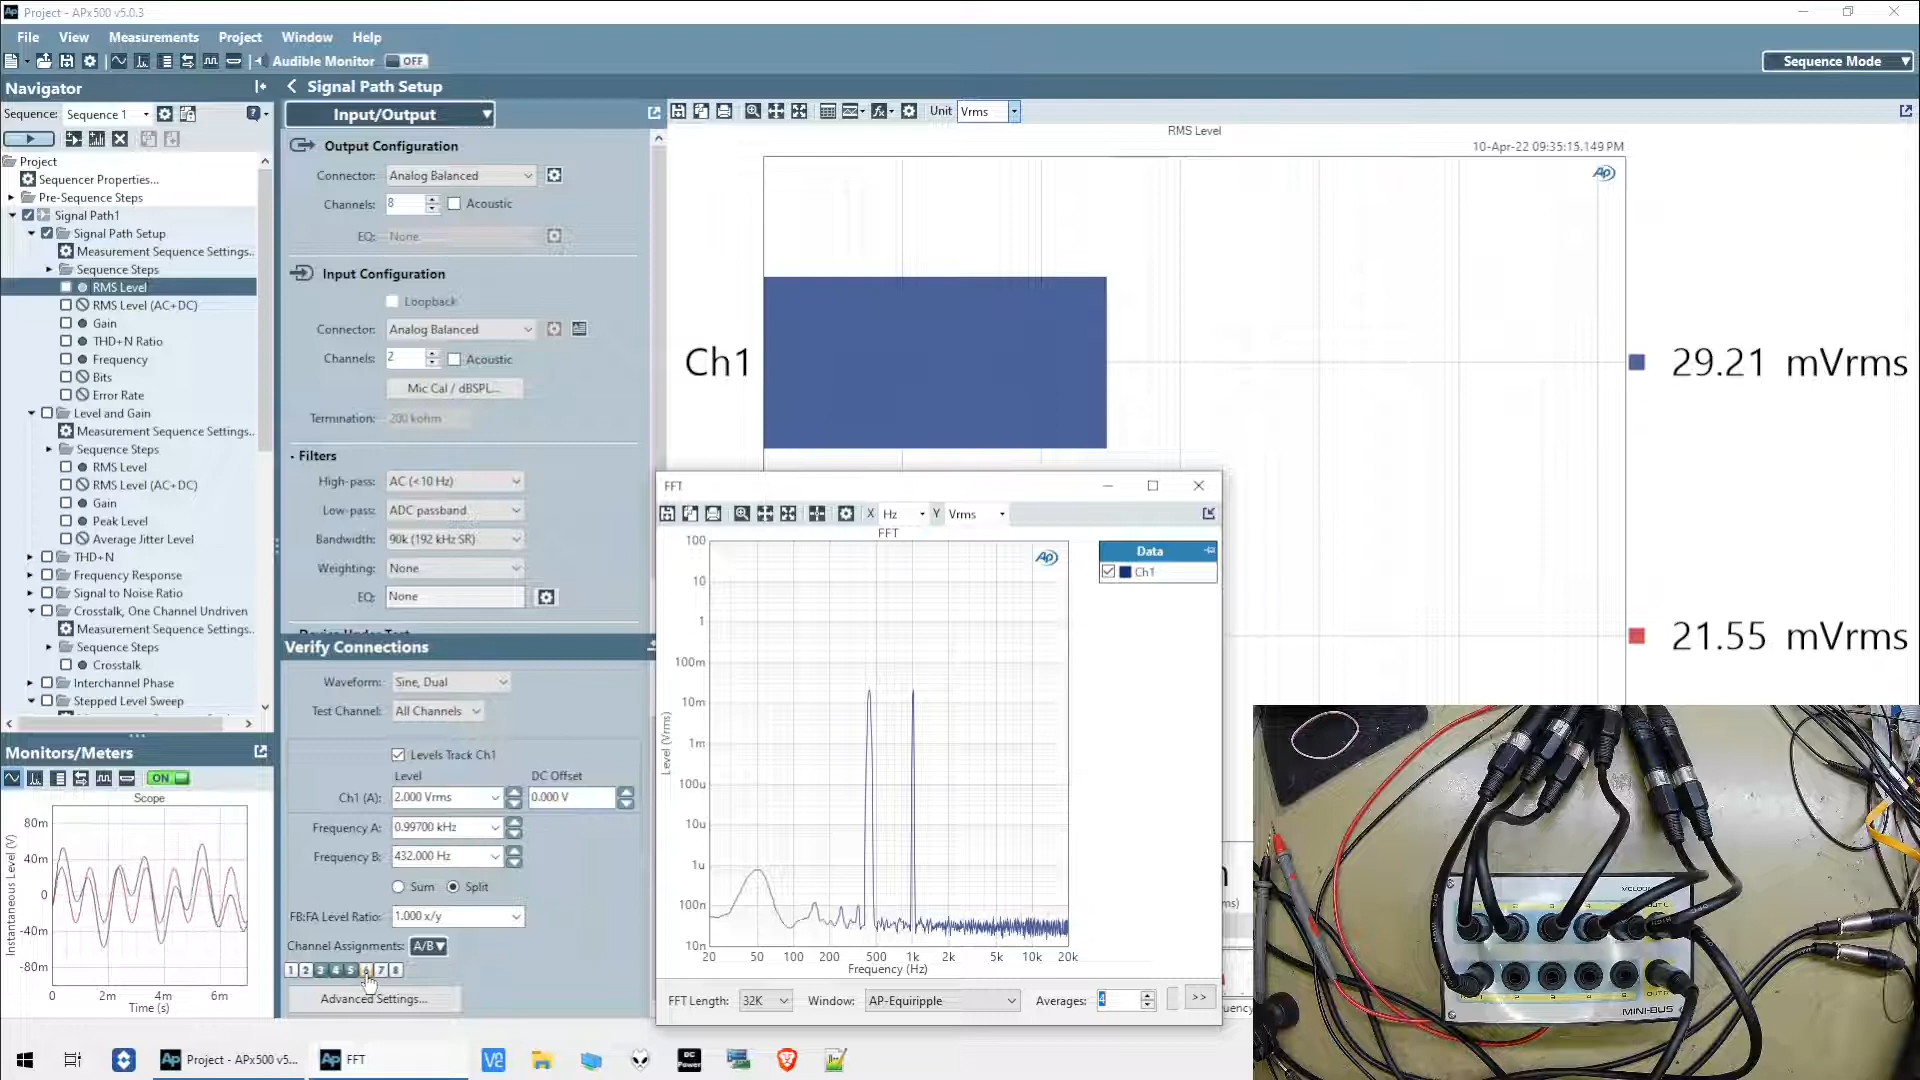 Project - APx500 v5.0.3
File View Measurements Project Window Help
Audible Monitor OFF
Sequence Mode
Navigator
Signal Path Setup
Sequence: Sequence 1
Input/Output
Unit Vrms
RMS Level
10-Apr-22 09:35:15.149 PM
Project
Sequencer Properties...
Pre-Sequence Steps
Signal Path1
Signal Path Setup
Measurement Sequence Settings..
Sequence Steps
RMS Level
RMS Level (AC+DC)
Gain
THD+N Ratio
Frequency
Bits
Error Rate
Level and Gain
Measurement Sequence Settings..
Sequence Steps
RMS Level
RMS Level (AC+DC)
Gain
Peak Level
Average Jitter Level
THD+N
Frequency Response
Signal to Noise Ratio
Crosstalk, One Channel Undriven
Measurement Sequence Settings..
Sequence Steps
Crosstalk
Interchannel Phase
Stepped Level Sweep
Output Configuration
Connector: Analog Balanced
Channels: 8 Acoustic
EQ: None
Input Configuration
Loopback
Connector: Analog Balanced
Channels: 2 Acoustic
Mic Cal / dBSPL...
Termination: 200 kohm
Filters
High-pass: AC (<10 Hz)
Low-pass: ADC passband
Bandwidth: 90k (192 kHz SR)
Weighting: None
EQ: None
Device Under Test
Verify Connections
Waveform: Sine, Dual
Test Channel: All Channels
Levels Track Ch1
Level DC Offset
Ch1 (A): 2.000 Vrms 0.000 V
Frequency A: 0.99700 kHz
Frequency B: 432.000 Hz
Sum Split
FB:FA Level Ratio: 1.000 x/y
Channel Assignments: A/B
1 2 3 4 5 6 7 8
Advanced Settings...
Ch1
29.21 mVrms
21.55 mVrms
Monitors/Meters
ON
Scope
Instantaneous Level (V)
80m
40m
0
-40m
-80m
0 2m 4m 6m
Time (s)
FFT
X Hz Y Vrms
FFT
Data
Ch1
Level (Vrms)
100
10
1
100m
10m
1m
100u
10u
1u
100n
10n
20 50 100 200 500 1k 2k 5k 10k 20k
Frequency (Hz)
FFT Length: 32K Window: AP-Equiripple Averages: 4 >>
MINI-BUS
Project - APx500 v5...
FFT